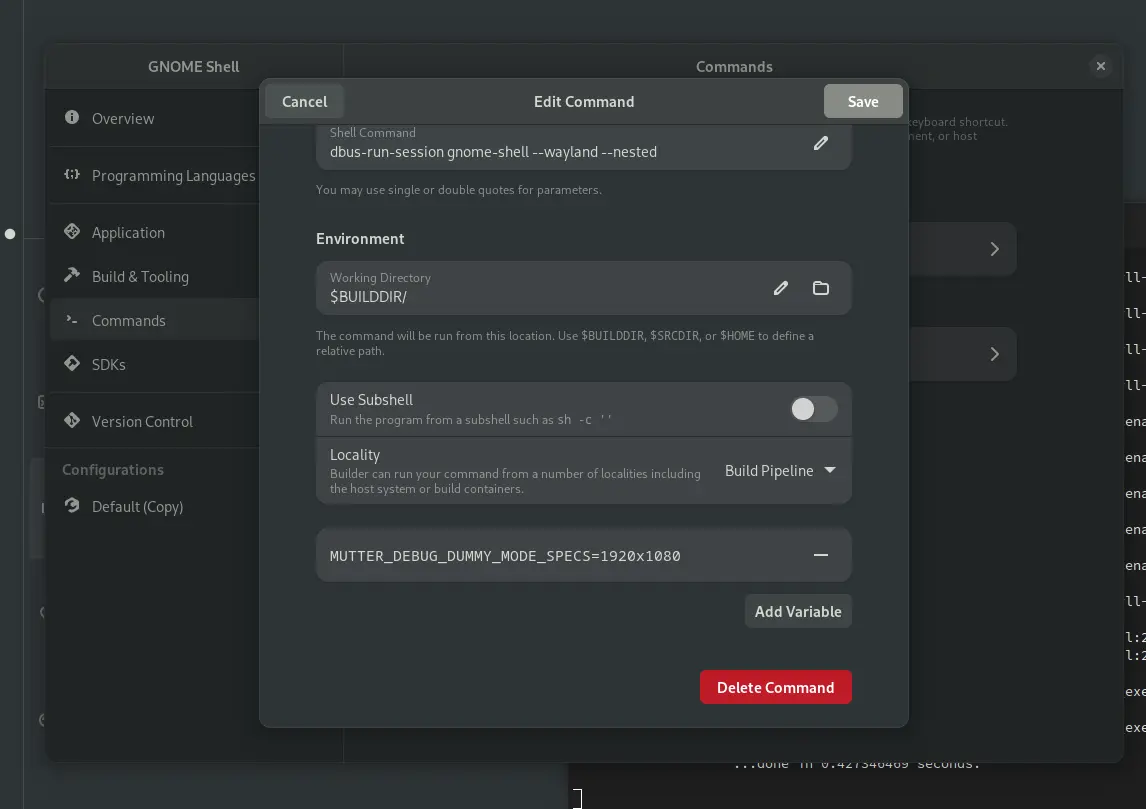 GNOME Shell
Commands
Overview
Programming Languages
Application
Build & Tooling
Commands
SDKs
Version Control
Configurations
Default (Copy)
keyboard shortcut.
or host
Cancel
Edit Command
Save
Shell Command
dbus-run-session gnome-shell --wayland --nested
You may use single or double quotes for parameters.
Environment
Working Directory
$BUILDDIR/
The command will be run from this location. Use $BUILDDIR, $SRCDIR, or $HOME to define a
relative path.
Use Subshell
Run the program from a subshell such as sh -c ''
Locality
Builder can run your command from a number of localities including
the host system or build containers.
Build Pipeline
MUTTER_DEBUG_DUMMY_MODE_SPECS=1920x1080
Add Variable
Delete Command
...done in 0.427346469 seconds.